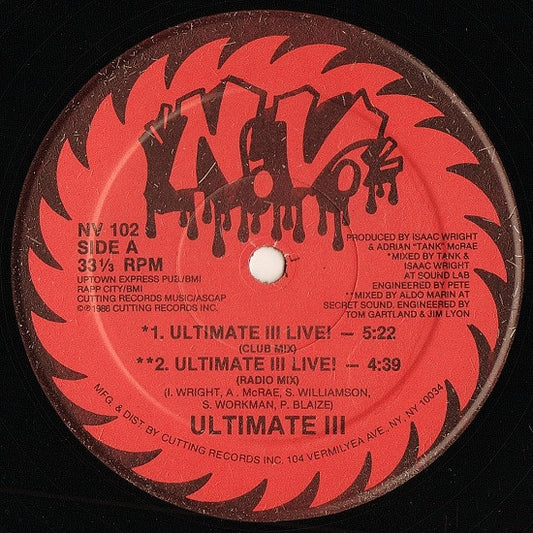 N.V.
NV 102
SIDE A
33⅓ RPM
UPTOWN EXPRESS PUB./BMI
RAPP CITY/BMI
CUTTING RECORDS MUSIC/ASCAP
©℗1986 CUTTING RECORDS INC.
PRODUCED BY ISAAC WRIGHT
& ADRIAN "TANK" McRAE
*MIXED BY TANK &
ISAAC WRIGHT
AT SOUND LAB
ENGINEERED BY PETE
**MIXED BY ALDO MARIN AT
SECRET SOUND. ENGINEERED BY
TOM GARTLAND & JIM LYON
*1. ULTIMATE III LIVE! — 5:22
(CLUB MIX)
**2. ULTIMATE III LIVE! — 4:39
(RADIO MIX)
(I. WRIGHT, A. McRAE, S. WILLIAMSON,
S. WORKMAN, P. BLAIZE)
ULTIMATE III
MFG. & DIST BY CUTTING RECORDS INC. 104 VERMILYEA AVE., NY, NY 10034